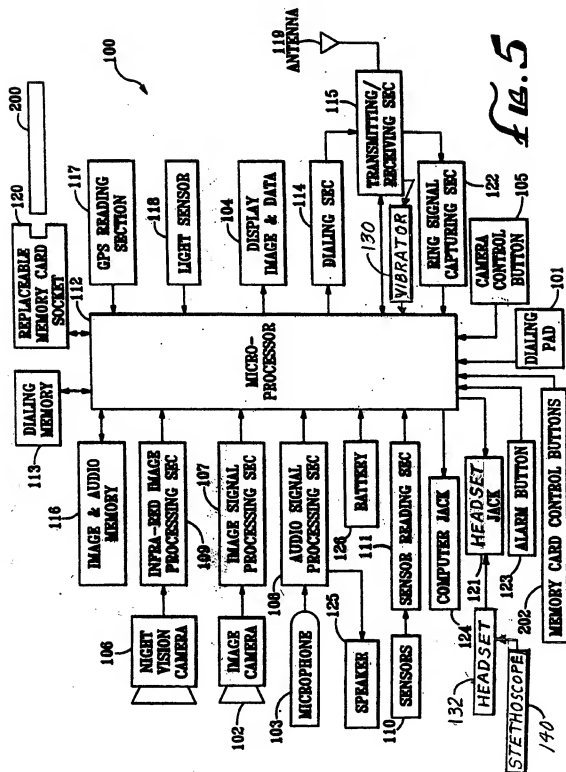 100
200
120
REPLACEABLE
MEMORY CARD
SOCKET
117
GPS READING
SECTION
118
LIGHT SENSOR
104
DISPLAY
IMAGE & DATA
114
DIALING SEC
119
ANTENNA
115
TRANSMITTING/
RECEIVING SEC
130
VIBRATOR
122
RING SIGNAL
CAPTURING SEC
105
CAMERA
CONTROL
BUTTON
101
DIALING
PAD
112
MICRO-
PROCESSOR
DIALING
MEMORY
113
116
IMAGE & AUDIO
MEMORY
INFRA-RED IMAGE
PROCESSING SEC
109
107
IMAGE SIGNAL
PROCESSING SEC
108
AUDIO SIGNAL
PROCESSING SEC
126
BATTERY
111
SENSOR READING SEC
106
NIGHT
VISION
CAMERA
102
IMAGE
CAMERA
103
MICROPHONE
125
SPEAKER
110
SENSORS
124
COMPUTER JACK
121
HEADSET
JACK
123
ALARM BUTTON
202
MEMORY CARD CONTROL BUTTONS
132
HEADSET
STETHOSCOPE
140
FIG. 5